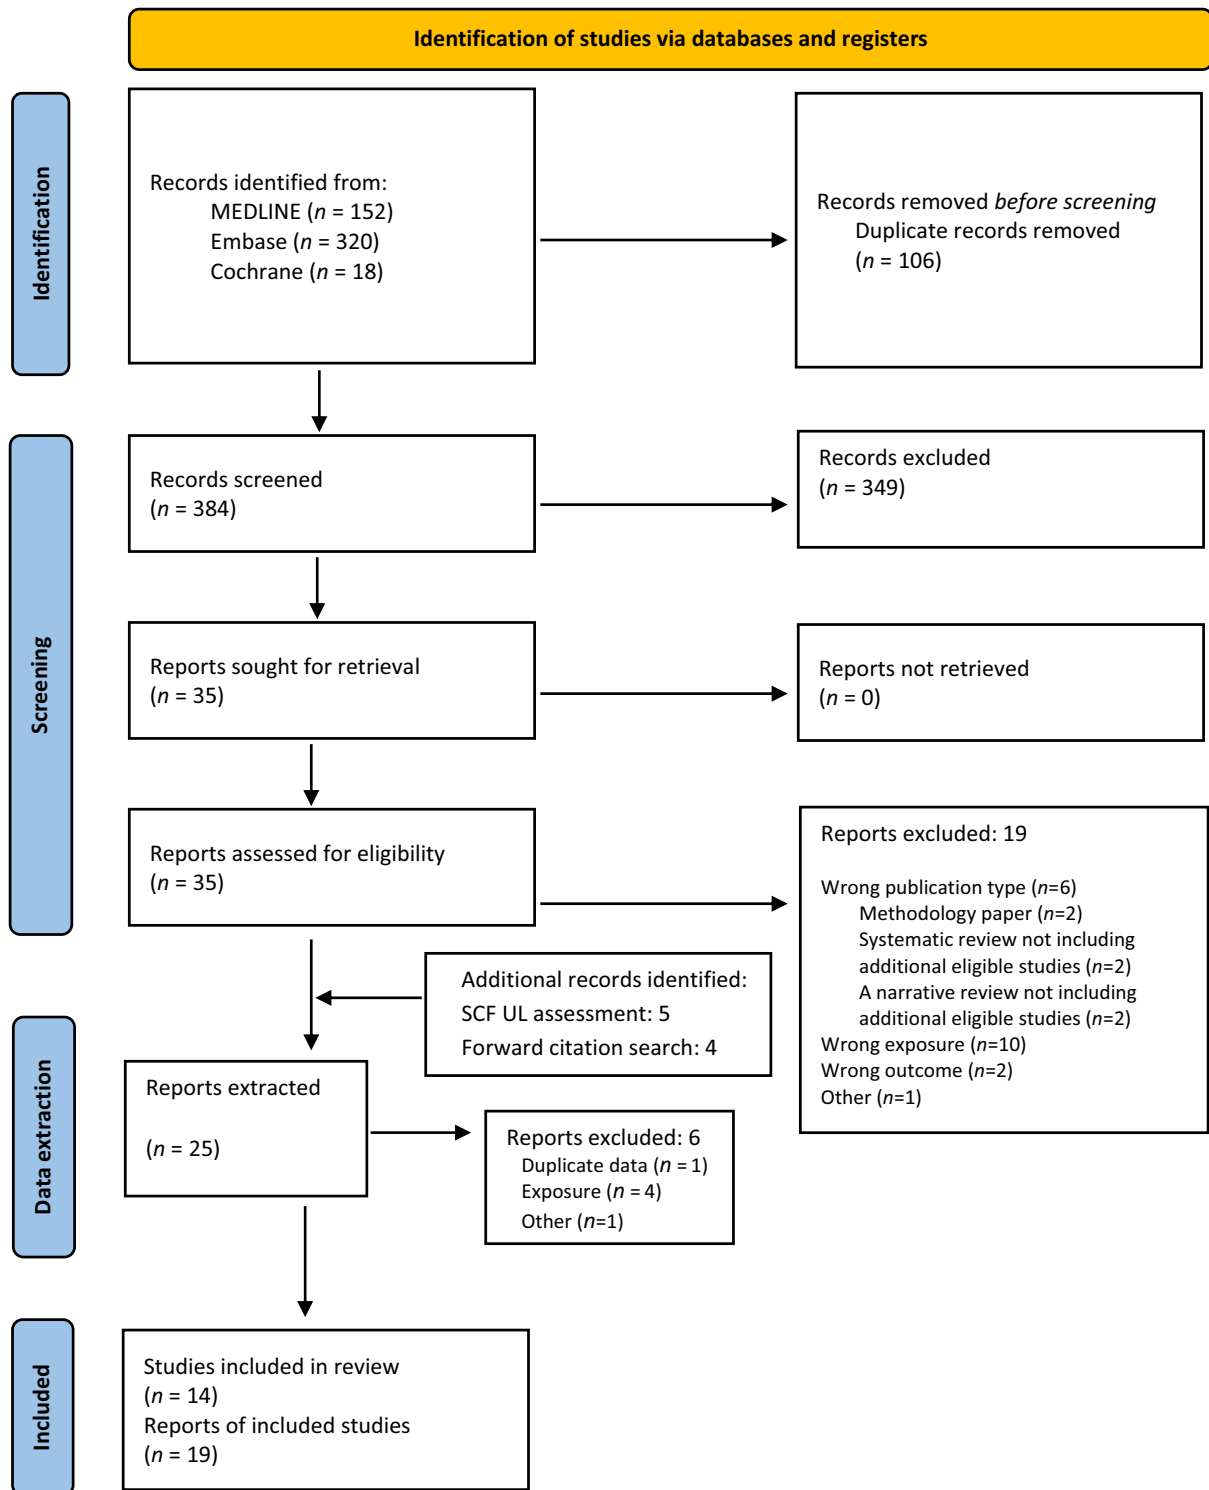 Identification of studies via databases and registers
Identification
Records identified from:
MEDLINE (n = 152)
Embase (n = 320)
Cochrane (n = 18)
Records removed before screening
Duplicate records removed
(n = 106)
Screening
Records screened
(n = 384)
Records excluded
(n = 349)
Reports sought for retrieval
(n = 35)
Reports not retrieved
(n = 0)
Reports assessed for eligibility
(n = 35)
Reports excluded: 19
Wrong publication type (n=6)
Methodology paper (n=2)
Systematic review not including
additional eligible studies (n=2)
A narrative review not including
additional eligible studies (n=2)
Wrong exposure (n=10)
Wrong outcome (n=2)
Other (n=1)
Additional records identified:
SCF UL assessment: 5
Forward citation search: 4
Data extraction
Reports extracted
(n = 25)
Reports excluded: 6
Duplicate data (n = 1)
Exposure (n = 4)
Other (n=1)
Included
Studies included in review
(n = 14)
Reports of included studies
(n = 19)